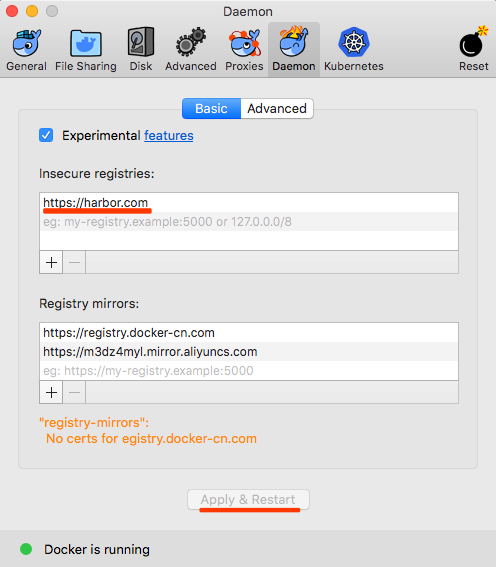 Daemon
General File Sharing Disk Advanced Proxies Daemon Kubernetes Reset
Basic Advanced
Experimental features
Insecure registries:
https://harbor.com
eg: my-registry.example:5000 or 127.0.0.0/8
+ −
Registry mirrors:
https://registry.docker-cn.com
https://m3dz4myl.mirror.aliyuncs.com
eg: https://my-registry.example:5000
+ −
"registry-mirrors":
No certs for egistry.docker-cn.com
Apply & Restart
Docker is running